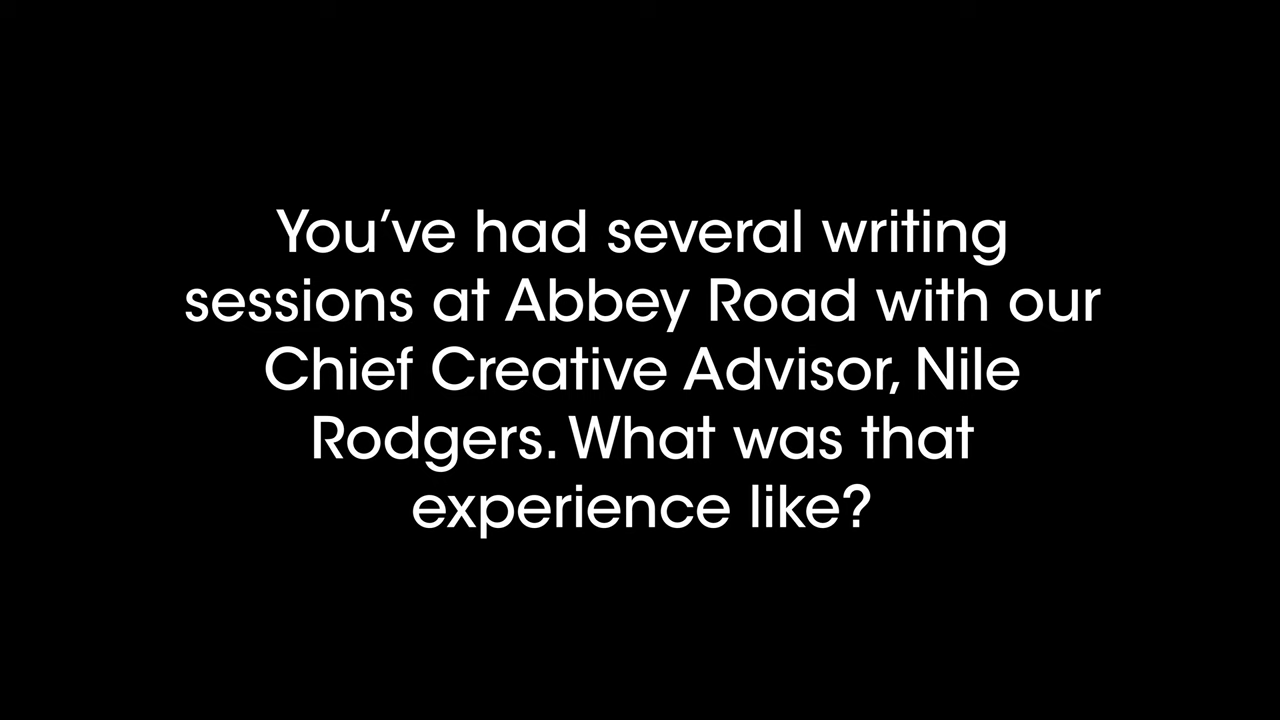 You’ve had several writing
sessions at Abbey Road with our
Chief Creative Advisor, Nile
Rodgers. What was that
experience like?